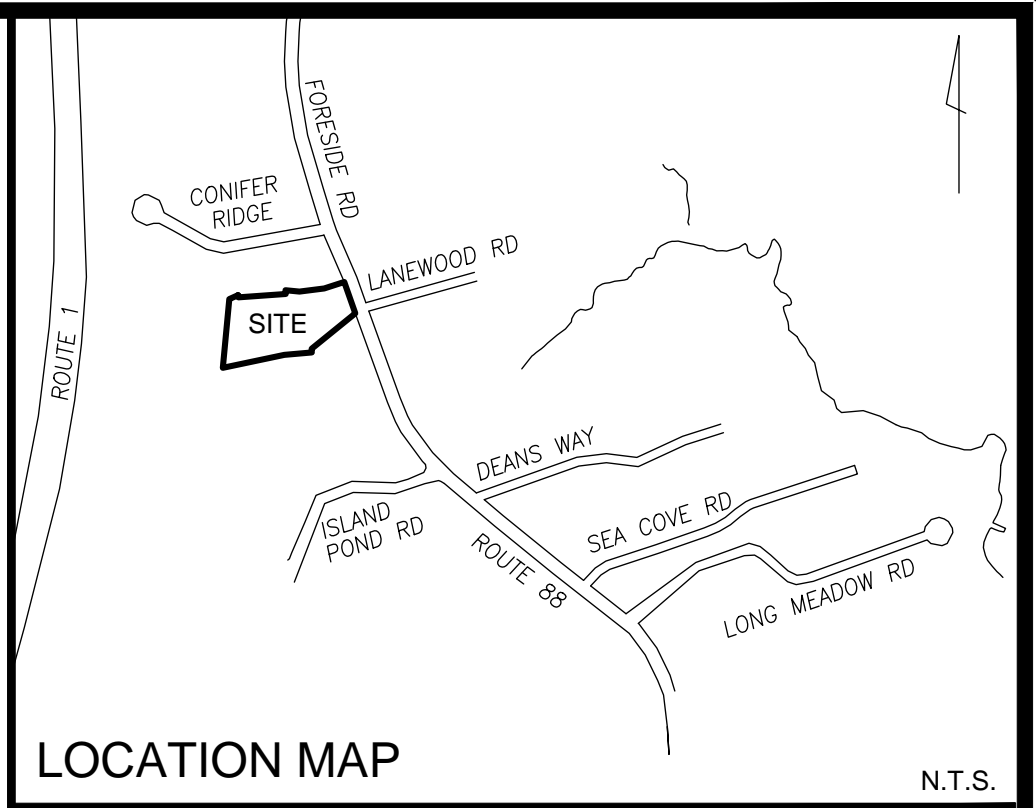 FORESIDE RD
CONIFER
RIDGE
LANEWOOD RD
SITE
ROUTE 1
DEANS WAY
ISLAND
POND RD
SEA COVE RD
ROUTE 88
LONG MEADOW RD
LOCATION MAP
N.T.S.